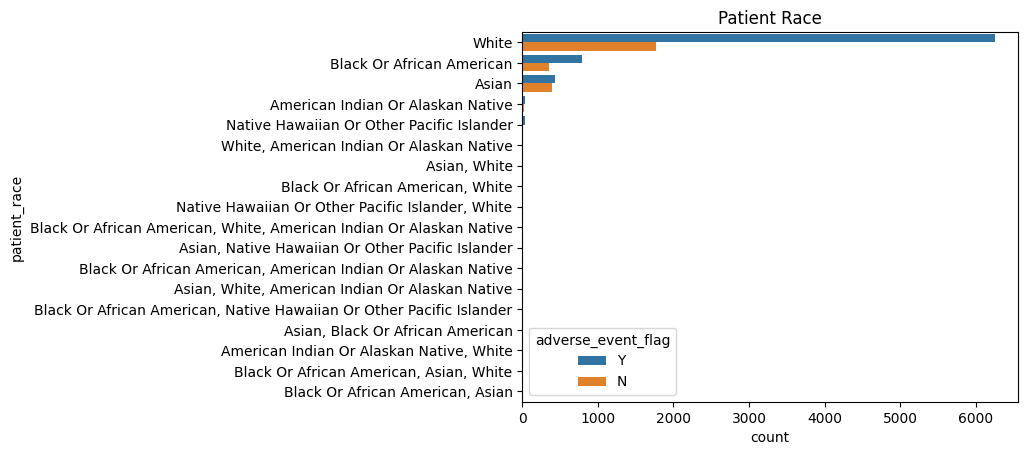 Patient Race
patient_race
White
Black Or African American
Asian
American Indian Or Alaskan Native
Native Hawaiian Or Other Pacific Islander
White, American Indian Or Alaskan Native
Asian, White
Black Or African American, White
Native Hawaiian Or Other Pacific Islander, White
Black Or African American, White, American Indian Or Alaskan Native
Asian, Native Hawaiian Or Other Pacific Islander
Black Or African American, American Indian Or Alaskan Native
Asian, White, American Indian Or Alaskan Native
Black Or African American, Native Hawaiian Or Other Pacific Islander
Asian, Black Or African American
American Indian Or Alaskan Native, White
Black Or African American, Asian, White
Black Or African American, Asian
adverse_event_flag
Y
N
0 1000 2000 3000 4000 5000 6000
count